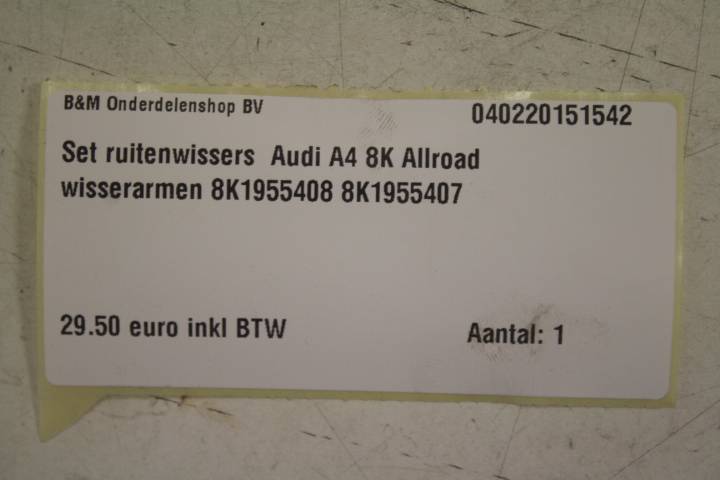 B&M Onderdelenshop BV
040220151542
Set ruitenwissers Audi A4 8K Allroad
wisserarmen 8K1955408 8K1955407
29.50 euro inkl BTW
Aantal: 1